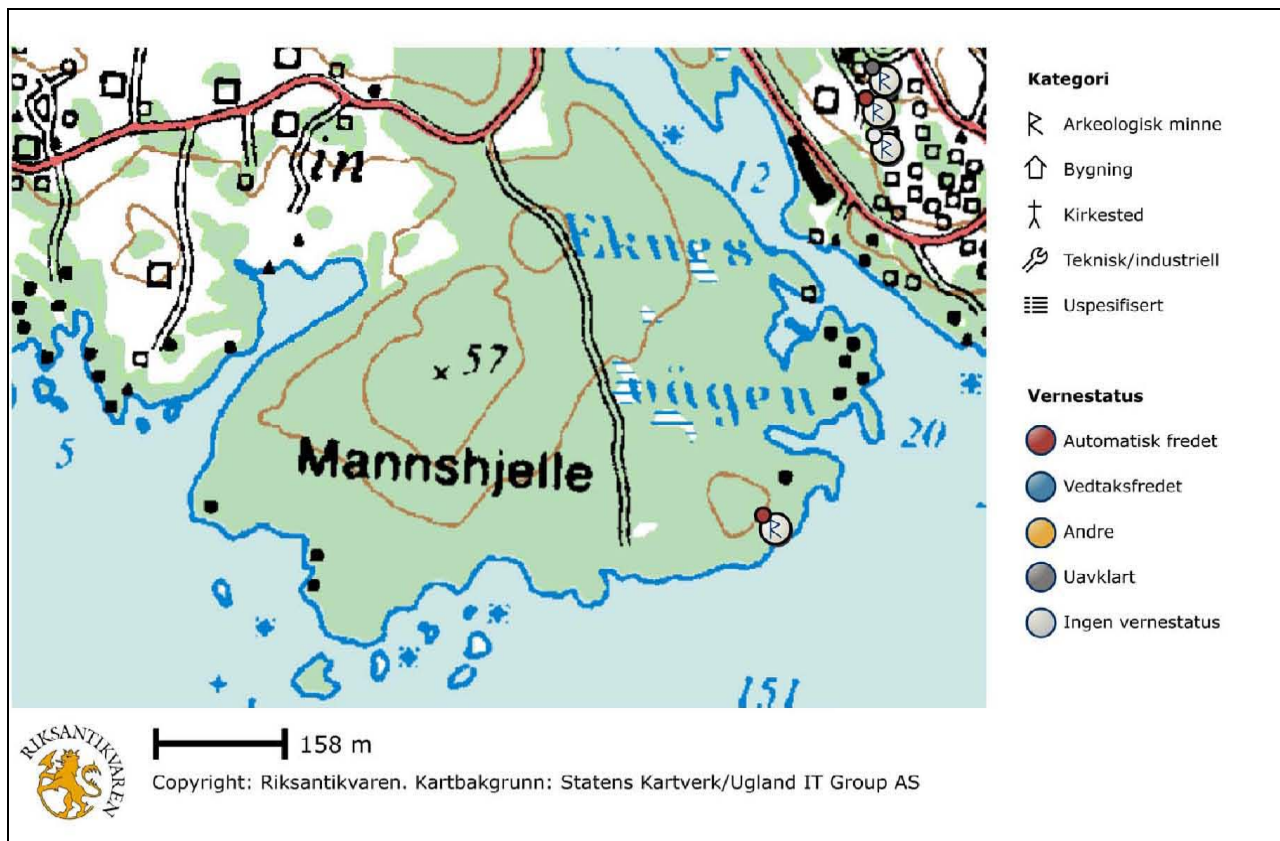 in
Eknes
12
57
vågen
5
20
Mannshjelle
151
Kategori
Arkeologisk minne
Bygning
Kirkested
Teknisk/industriell
Uspesifisert
Vernestatus
Automatisk fredet
Vedtaksfredet
Andre
Uavklart
Ingen vernestatus
RIKSANTIKVAREN
158 m
Copyright: Riksantikvaren. Kartbakgrunn: Statens Kartverk/Ugland IT Group AS